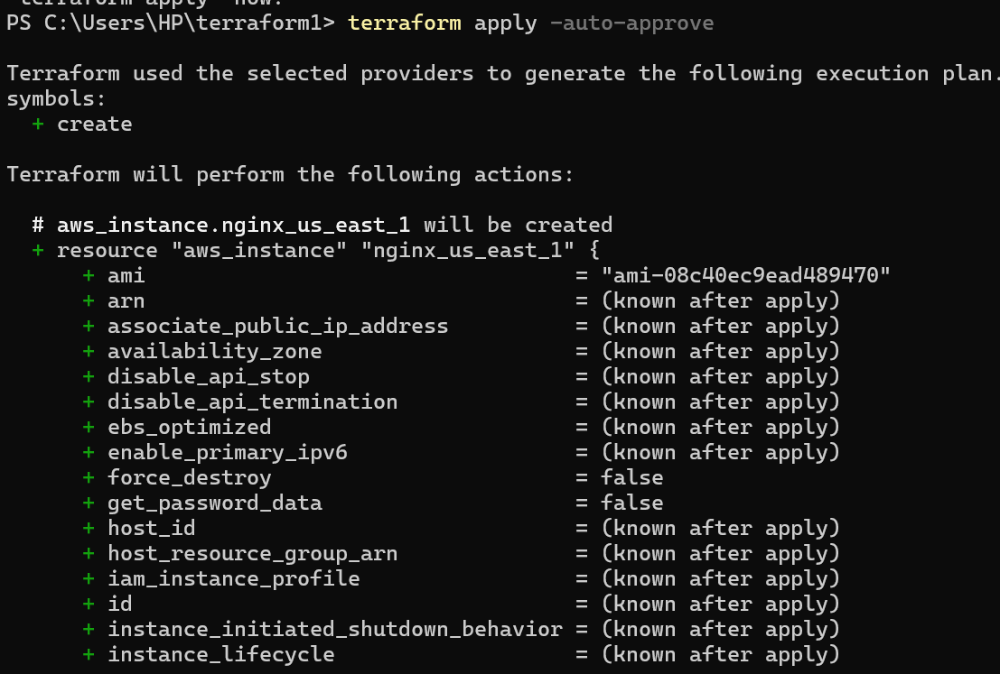 terraform apply" now.
PS C:\Users\HP\terraform1> terraform apply -auto-approve
Terraform used the selected providers to generate the following execution plan.
symbols:
  + create
Terraform will perform the following actions:
  # aws_instance.nginx_us_east_1 will be created
  + resource "aws_instance" "nginx_us_east_1" {
      + ami                                  = "ami-08c40ec9ead489470"
      + arn                                  = (known after apply)
      + associate_public_ip_address          = (known after apply)
      + availability_zone                    = (known after apply)
      + disable_api_stop                     = (known after apply)
      + disable_api_termination              = (known after apply)
      + ebs_optimized                        = (known after apply)
      + enable_primary_ipv6                  = (known after apply)
      + force_destroy                        = false
      + get_password_data                    = false
      + host_id                              = (known after apply)
      + host_resource_group_arn              = (known after apply)
      + iam_instance_profile                 = (known after apply)
      + id                                   = (known after apply)
      + instance_initiated_shutdown_behavior = (known after apply)
      + instance_lifecycle                   = (known after apply)